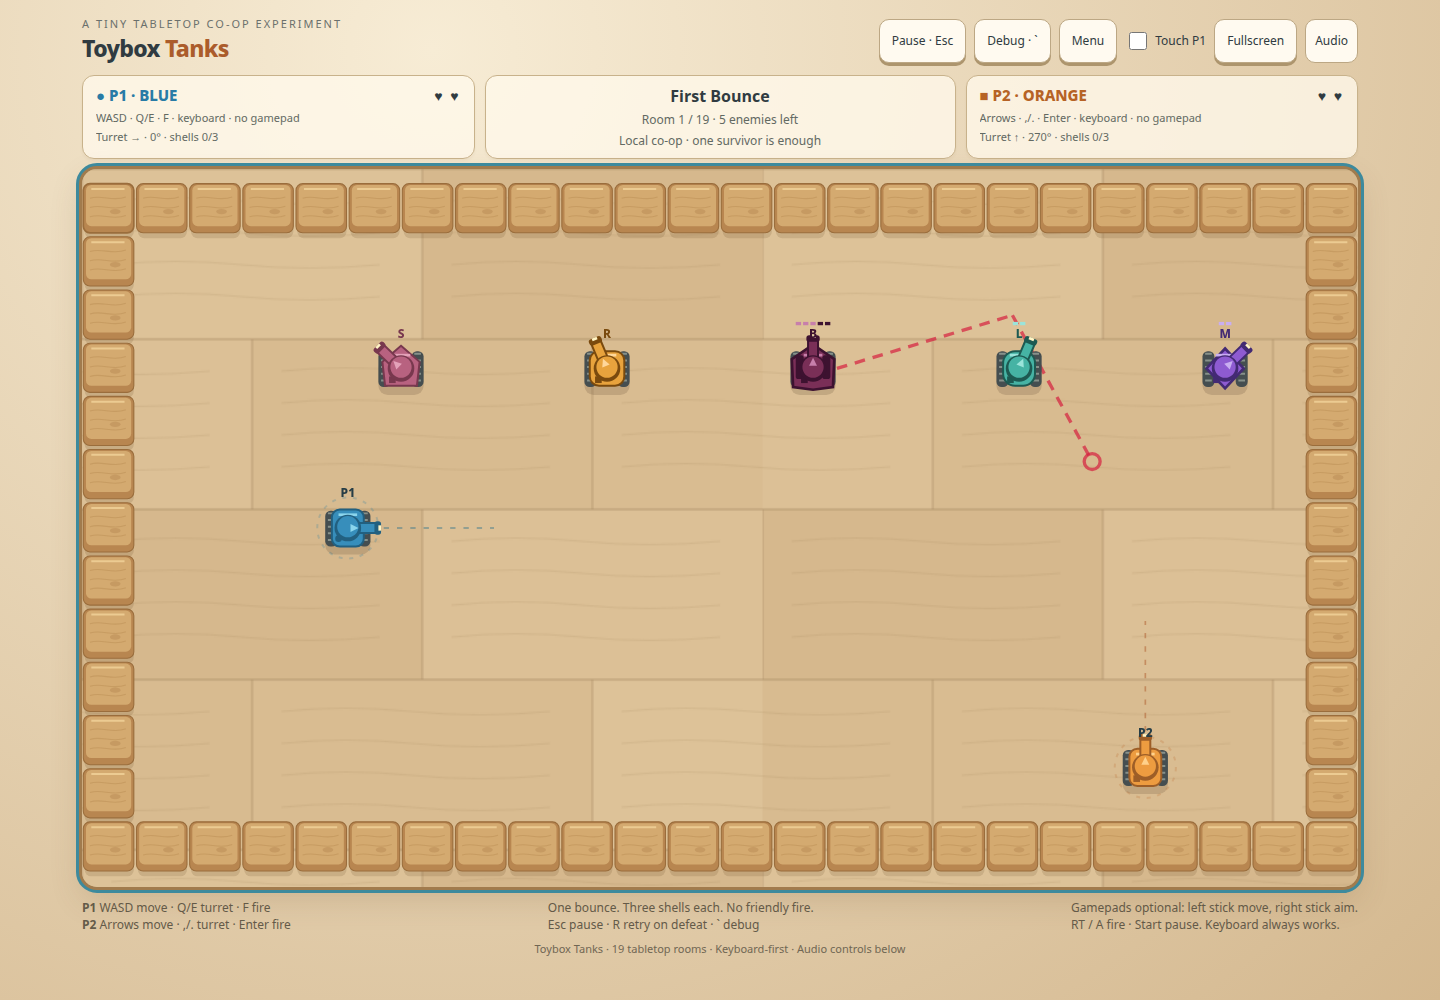 A TINY TABLETOP CO-OP EXPERIMENT
Toybox Tanks
Pause · Esc
Debug · `
Menu
Touch P1
Fullscreen
Audio
● P1 · BLUE ♥ ♥
WASD · Q/E · F · keyboard · no gamepad
Turret → · 0° · shells 0/3
First Bounce
Room 1 / 19 · 5 enemies left
Local co-op · one survivor is enough
■ P2 · ORANGE ♥ ♥
Arrows · ,/. · Enter · keyboard · no gamepad
Turret ↑ · 270° · shells 0/3
S
R
B
L
M
P1
P2
P1 WASD move · Q/E turret · F fire
P2 Arrows move · ,/. turret · Enter fire
One bounce. Three shells each. No friendly fire.
Esc pause · R retry on defeat · ` debug
Gamepads optional: left stick move, right stick aim.
RT / A fire · Start pause. Keyboard always works.
Toybox Tanks · 19 tabletop rooms · Keyboard-first · Audio controls below